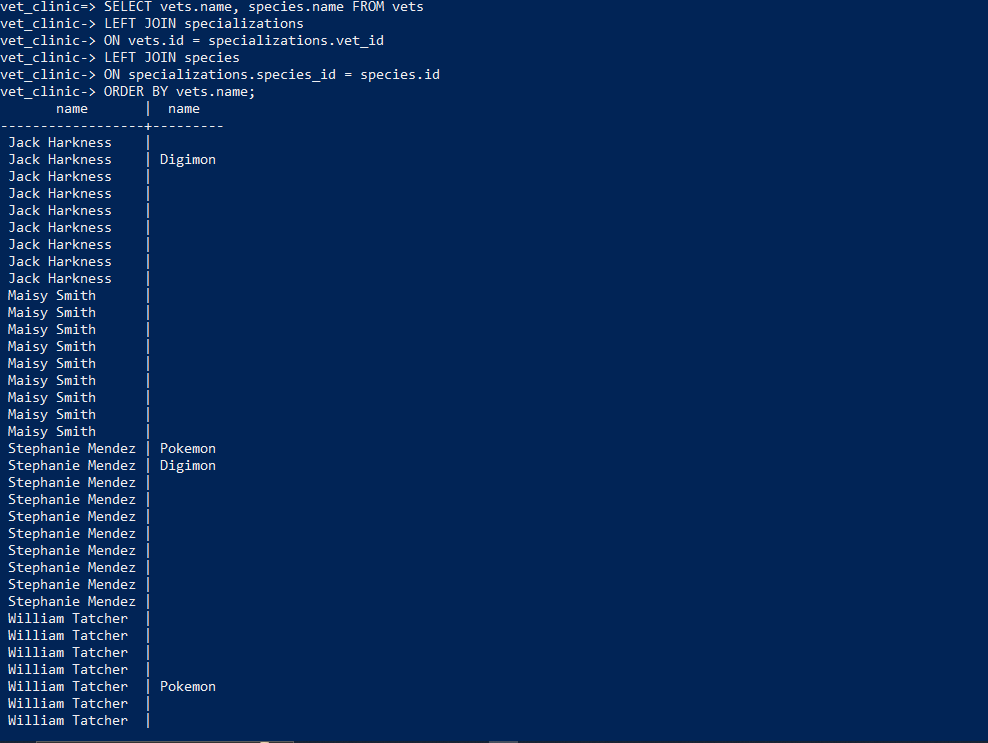 vet_clinic=> SELECT vets.name, species.name FROM vets
vet_clinic-> LEFT JOIN specializations
vet_clinic-> ON vets.id = specializations.vet_id
vet_clinic-> LEFT JOIN species
vet_clinic-> ON specializations.species_id = species.id
vet_clinic-> ORDER BY vets.name;
       name       |  name
------------------+---------
 Jack Harkness    |
 Jack Harkness    | Digimon
 Jack Harkness    |
 Jack Harkness    |
 Jack Harkness    |
 Jack Harkness    |
 Jack Harkness    |
 Jack Harkness    |
 Jack Harkness    |
 Maisy Smith      |
 Maisy Smith      |
 Maisy Smith      |
 Maisy Smith      |
 Maisy Smith      |
 Maisy Smith      |
 Maisy Smith      |
 Maisy Smith      |
 Maisy Smith      |
 Stephanie Mendez | Pokemon
 Stephanie Mendez | Digimon
 Stephanie Mendez |
 Stephanie Mendez |
 Stephanie Mendez |
 Stephanie Mendez |
 Stephanie Mendez |
 Stephanie Mendez |
 Stephanie Mendez |
 Stephanie Mendez |
 William Tatcher  |
 William Tatcher  |
 William Tatcher  |
 William Tatcher  |
 William Tatcher  | Pokemon
 William Tatcher  |
 William Tatcher  |